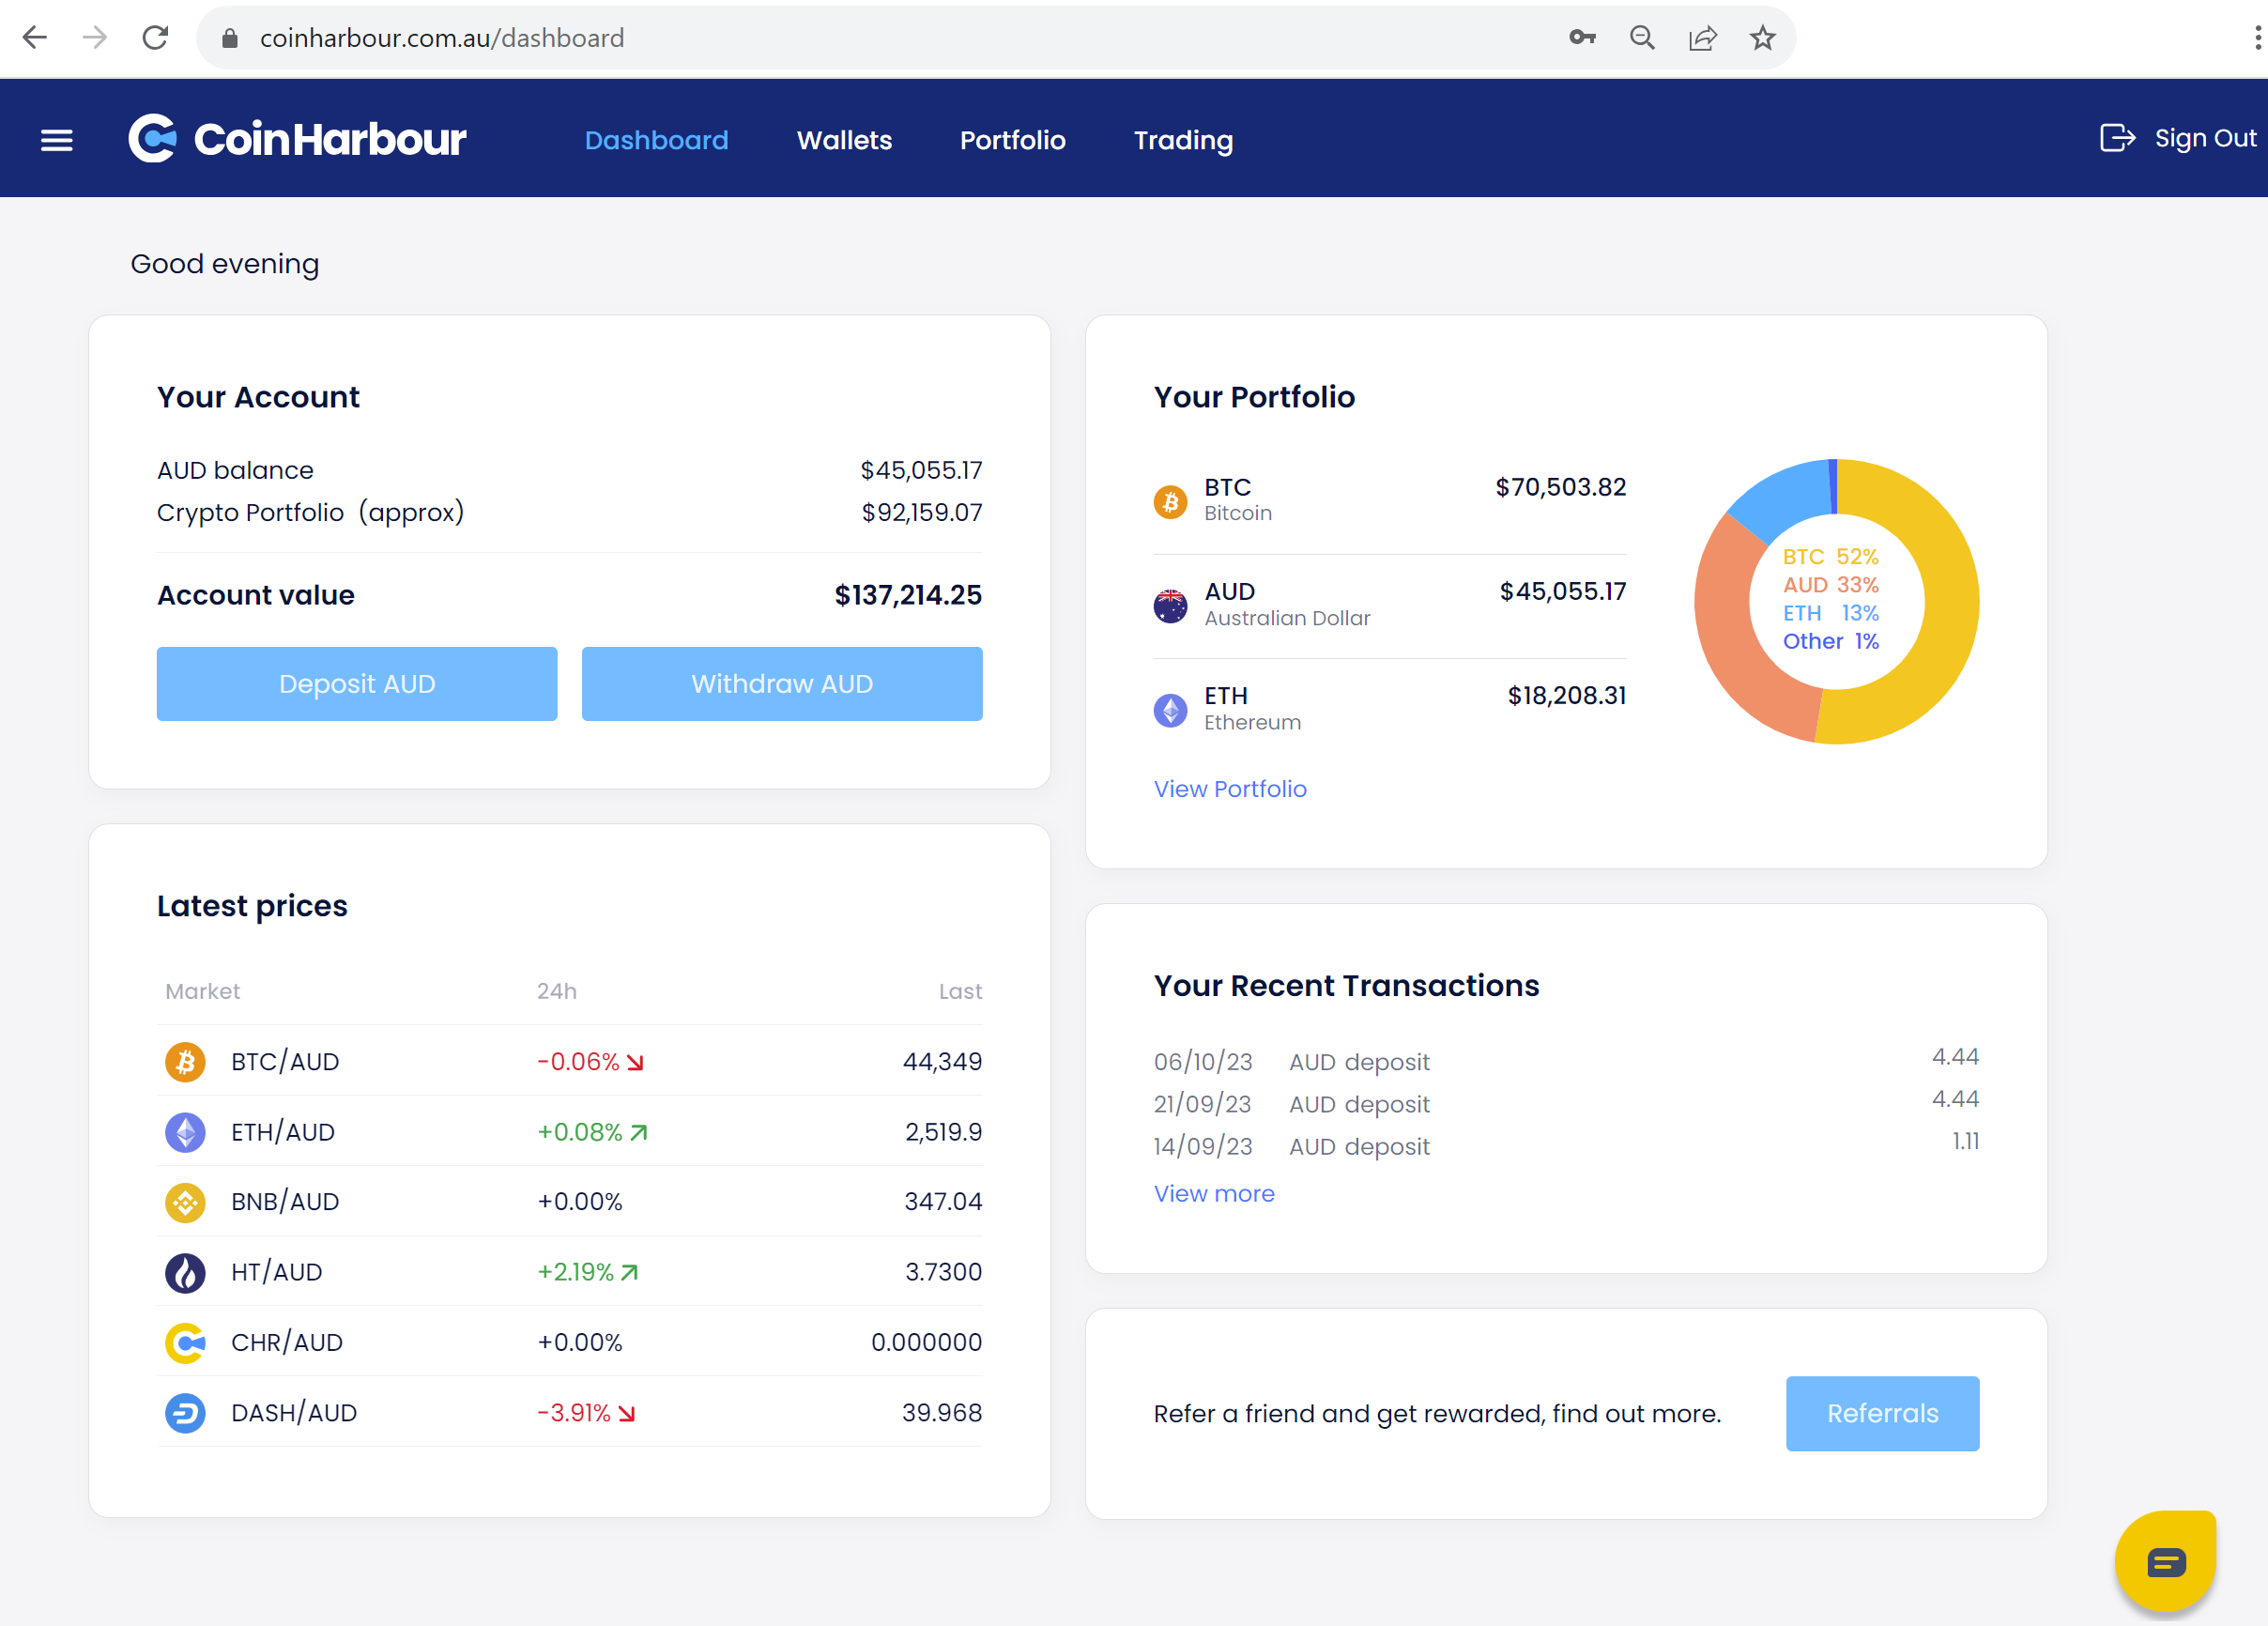 coinharbour.com.au/dashboard
CoinHarbour Dashboard Wallets Portfolio Trading Sign Out
Good evening
Your Account
AUD balance $45,055.17
Crypto Portfolio (approx) $92,159.07
Account value $137,214.25
Deposit AUD Withdraw AUD
Your Portfolio
BTC $70,503.82
Bitcoin
AUD $45,055.17
Australian Dollar
ETH $18,208.31
Ethereum
View Portfolio
BTC 52%
AUD 33%
ETH 13%
Other 1%
Latest prices
Market 24h Last
BTC/AUD -0.06% 44,349
ETH/AUD +0.08% 2,519.9
BNB/AUD +0.00% 347.04
HT/AUD +2.19% 3.7300
CHR/AUD +0.00% 0.000000
DASH/AUD -3.91% 39.968
Your Recent Transactions
06/10/23 AUD deposit 4.44
21/09/23 AUD deposit 4.44
14/09/23 AUD deposit 1.11
View more
Refer a friend and get rewarded, find out more. Referrals